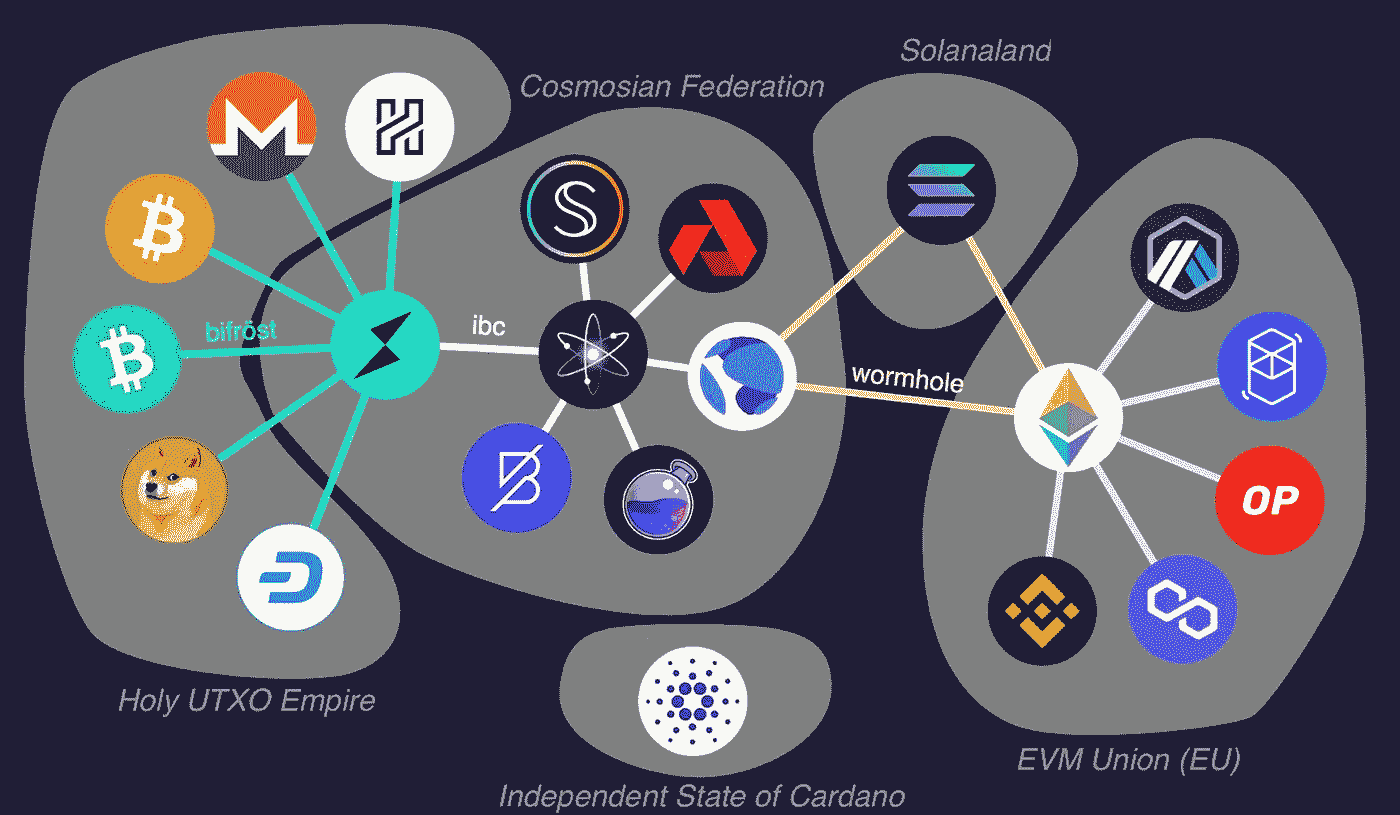 Solanaland
Cosmosian Federation
bifröst
ibc
wormhole
OP
Holy UTXO Empire
EVM Union (EU)
Independent State of Cardano